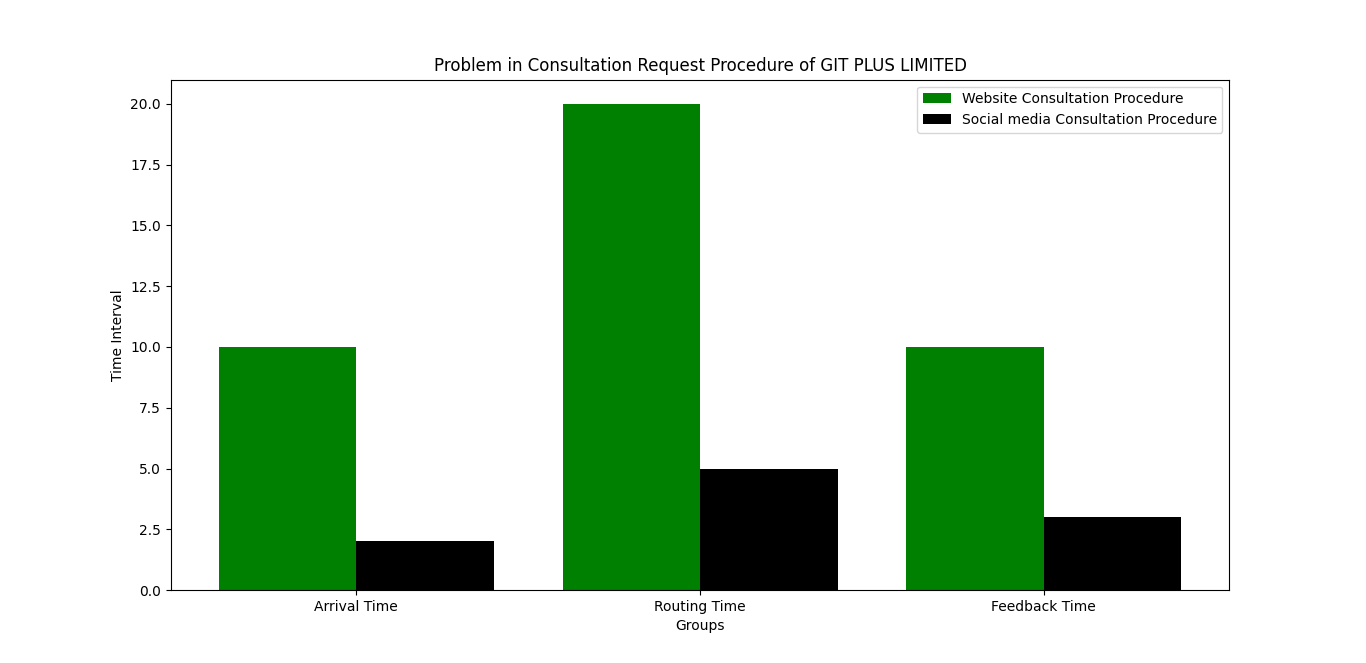 Problem in Consultation Request Procedure of GIT PLUS LIMITED
Website Consultation Procedure
Social media Consultation Procedure
20.0
17.5
15.0
12.5
10.0
7.5
5.0
2.5
0.0
Time Interval
Arrival Time
Routing Time
Feedback Time
Groups